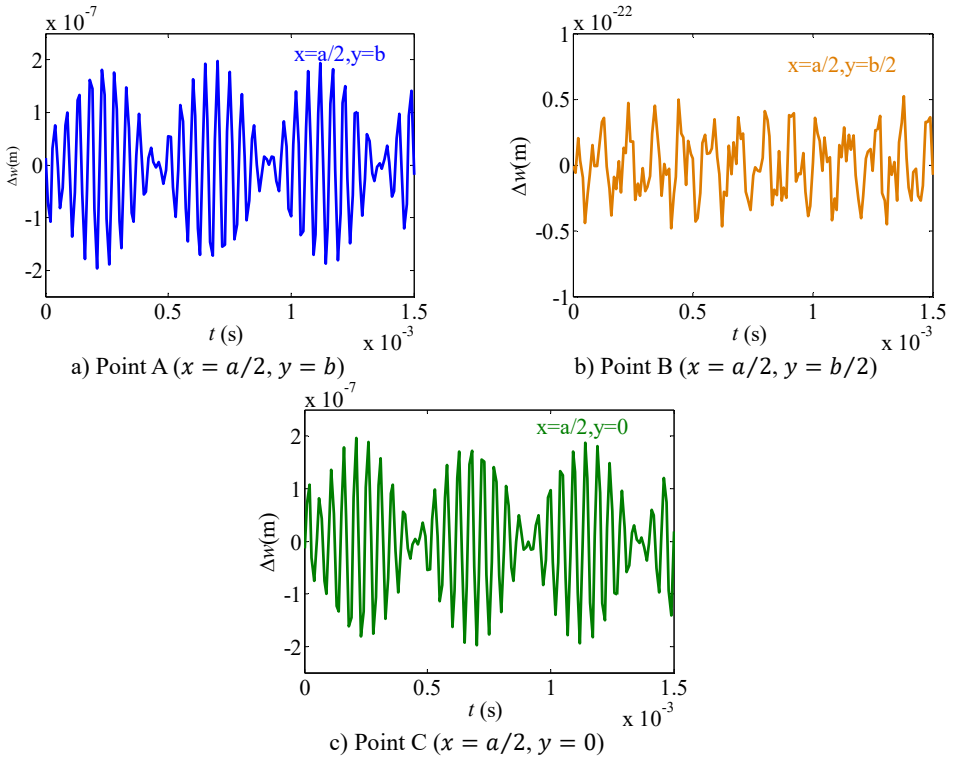 x 10-7
x=a/2,y=b
2
1
0
-1
-2
Δw(m)
0
0.5
1
1.5
t (s)
x 10-3
a) Point A (x = a/2, y = b)
x 10-22
x=a/2,y=b/2
1
0.5
0
-0.5
-1
Δw(m)
0
0.5
1
1.5
t (s)
x 10-3
b) Point B (x = a/2, y = b/2)
x 10-7
x=a/2,y=0
2
1
0
-1
-2
Δw(m)
0
0.5
1
1.5
t (s)
x 10-3
c) Point C (x = a/2, y = 0)